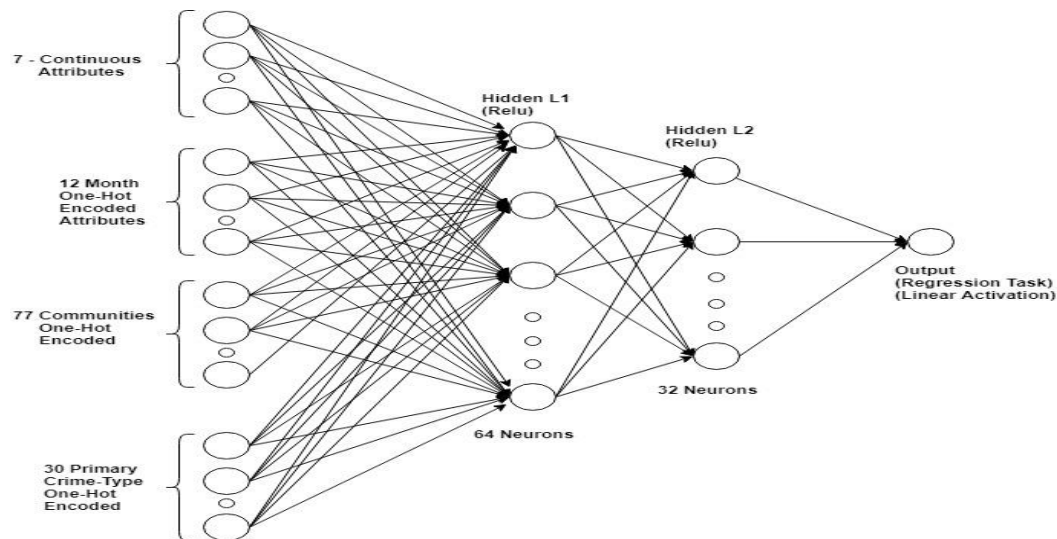 7 - Continuous
Attributes
12 Month
One-Hot
Encoded
Attributes
77 Communities
One-Hot
Encoded
30 Primary
Crime-Type
One-Hot
Encoded
Hidden L1
(Relu)
64 Neurons
Hidden L2
(Relu)
32 Neurons
Output
(Regression Task)
(Linear Activation)